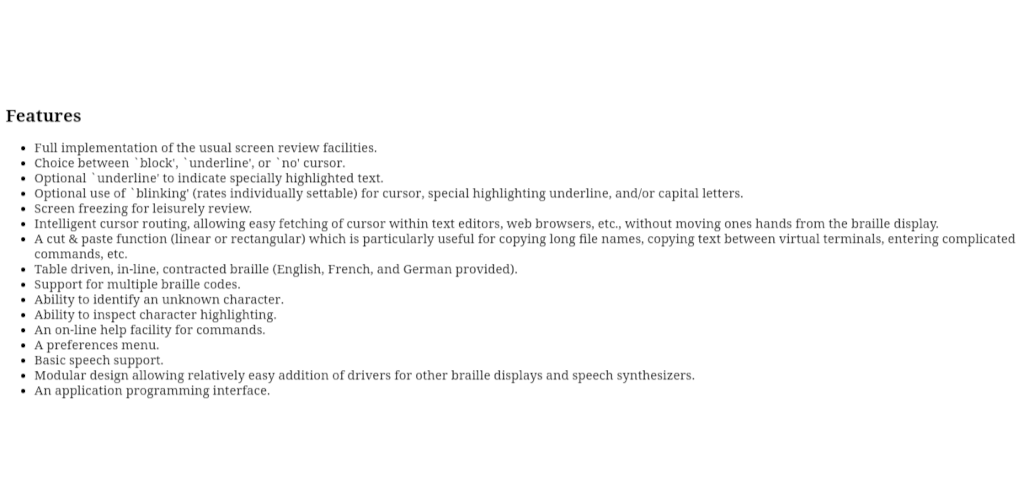 Features
• Full implementation of the usual screen review facilities.
• Choice between `block', `underline', or `no' cursor.
• Optional `underline' to indicate specially highlighted text.
• Optional use of `blinking' (rates individually settable) for cursor, special highlighting underline, and/or capital letters.
• Screen freezing for leisurely review.
• Intelligent cursor routing, allowing easy fetching of cursor within text editors, web browsers, etc., without moving ones hands from the braille display.
• A cut & paste function (linear or rectangular) which is particularly useful for copying long file names, copying text between virtual terminals, entering complicated
commands, etc.
• Table driven, in-line, contracted braille (English, French, and German provided).
• Support for multiple braille codes.
• Ability to identify an unknown character.
• Ability to inspect character highlighting.
• An on-line help facility for commands.
• A preferences menu.
• Basic speech support.
• Modular design allowing relatively easy addition of drivers for other braille displays and speech synthesizers.
• An application programming interface.